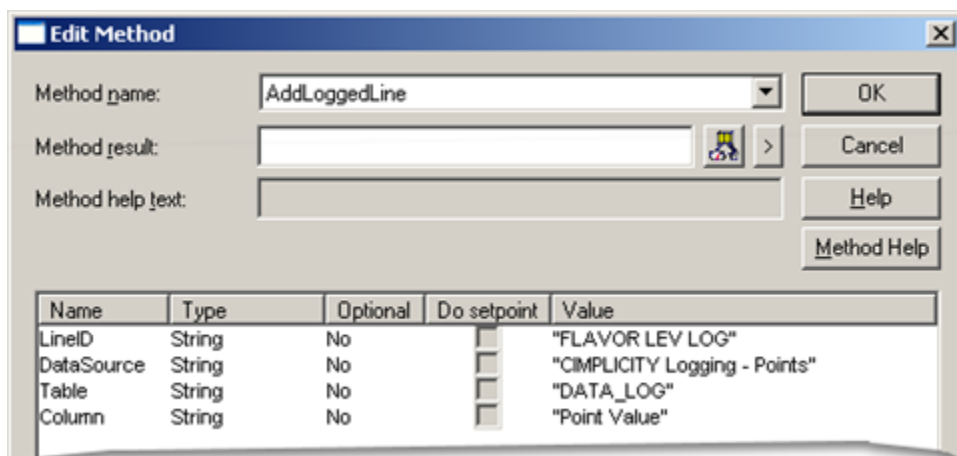 Edit Method
Method name: AddLoggedLine OK
Method result: > Cancel
Method help text: Help
Method Help
Name Type Optional Do setpoint Value
LineID String No "FLAVOR LEV LOG"
DataSource String No "CIMPLICITY Logging - Points"
Table String No "DATA_LOG"
Column String No "Point Value"